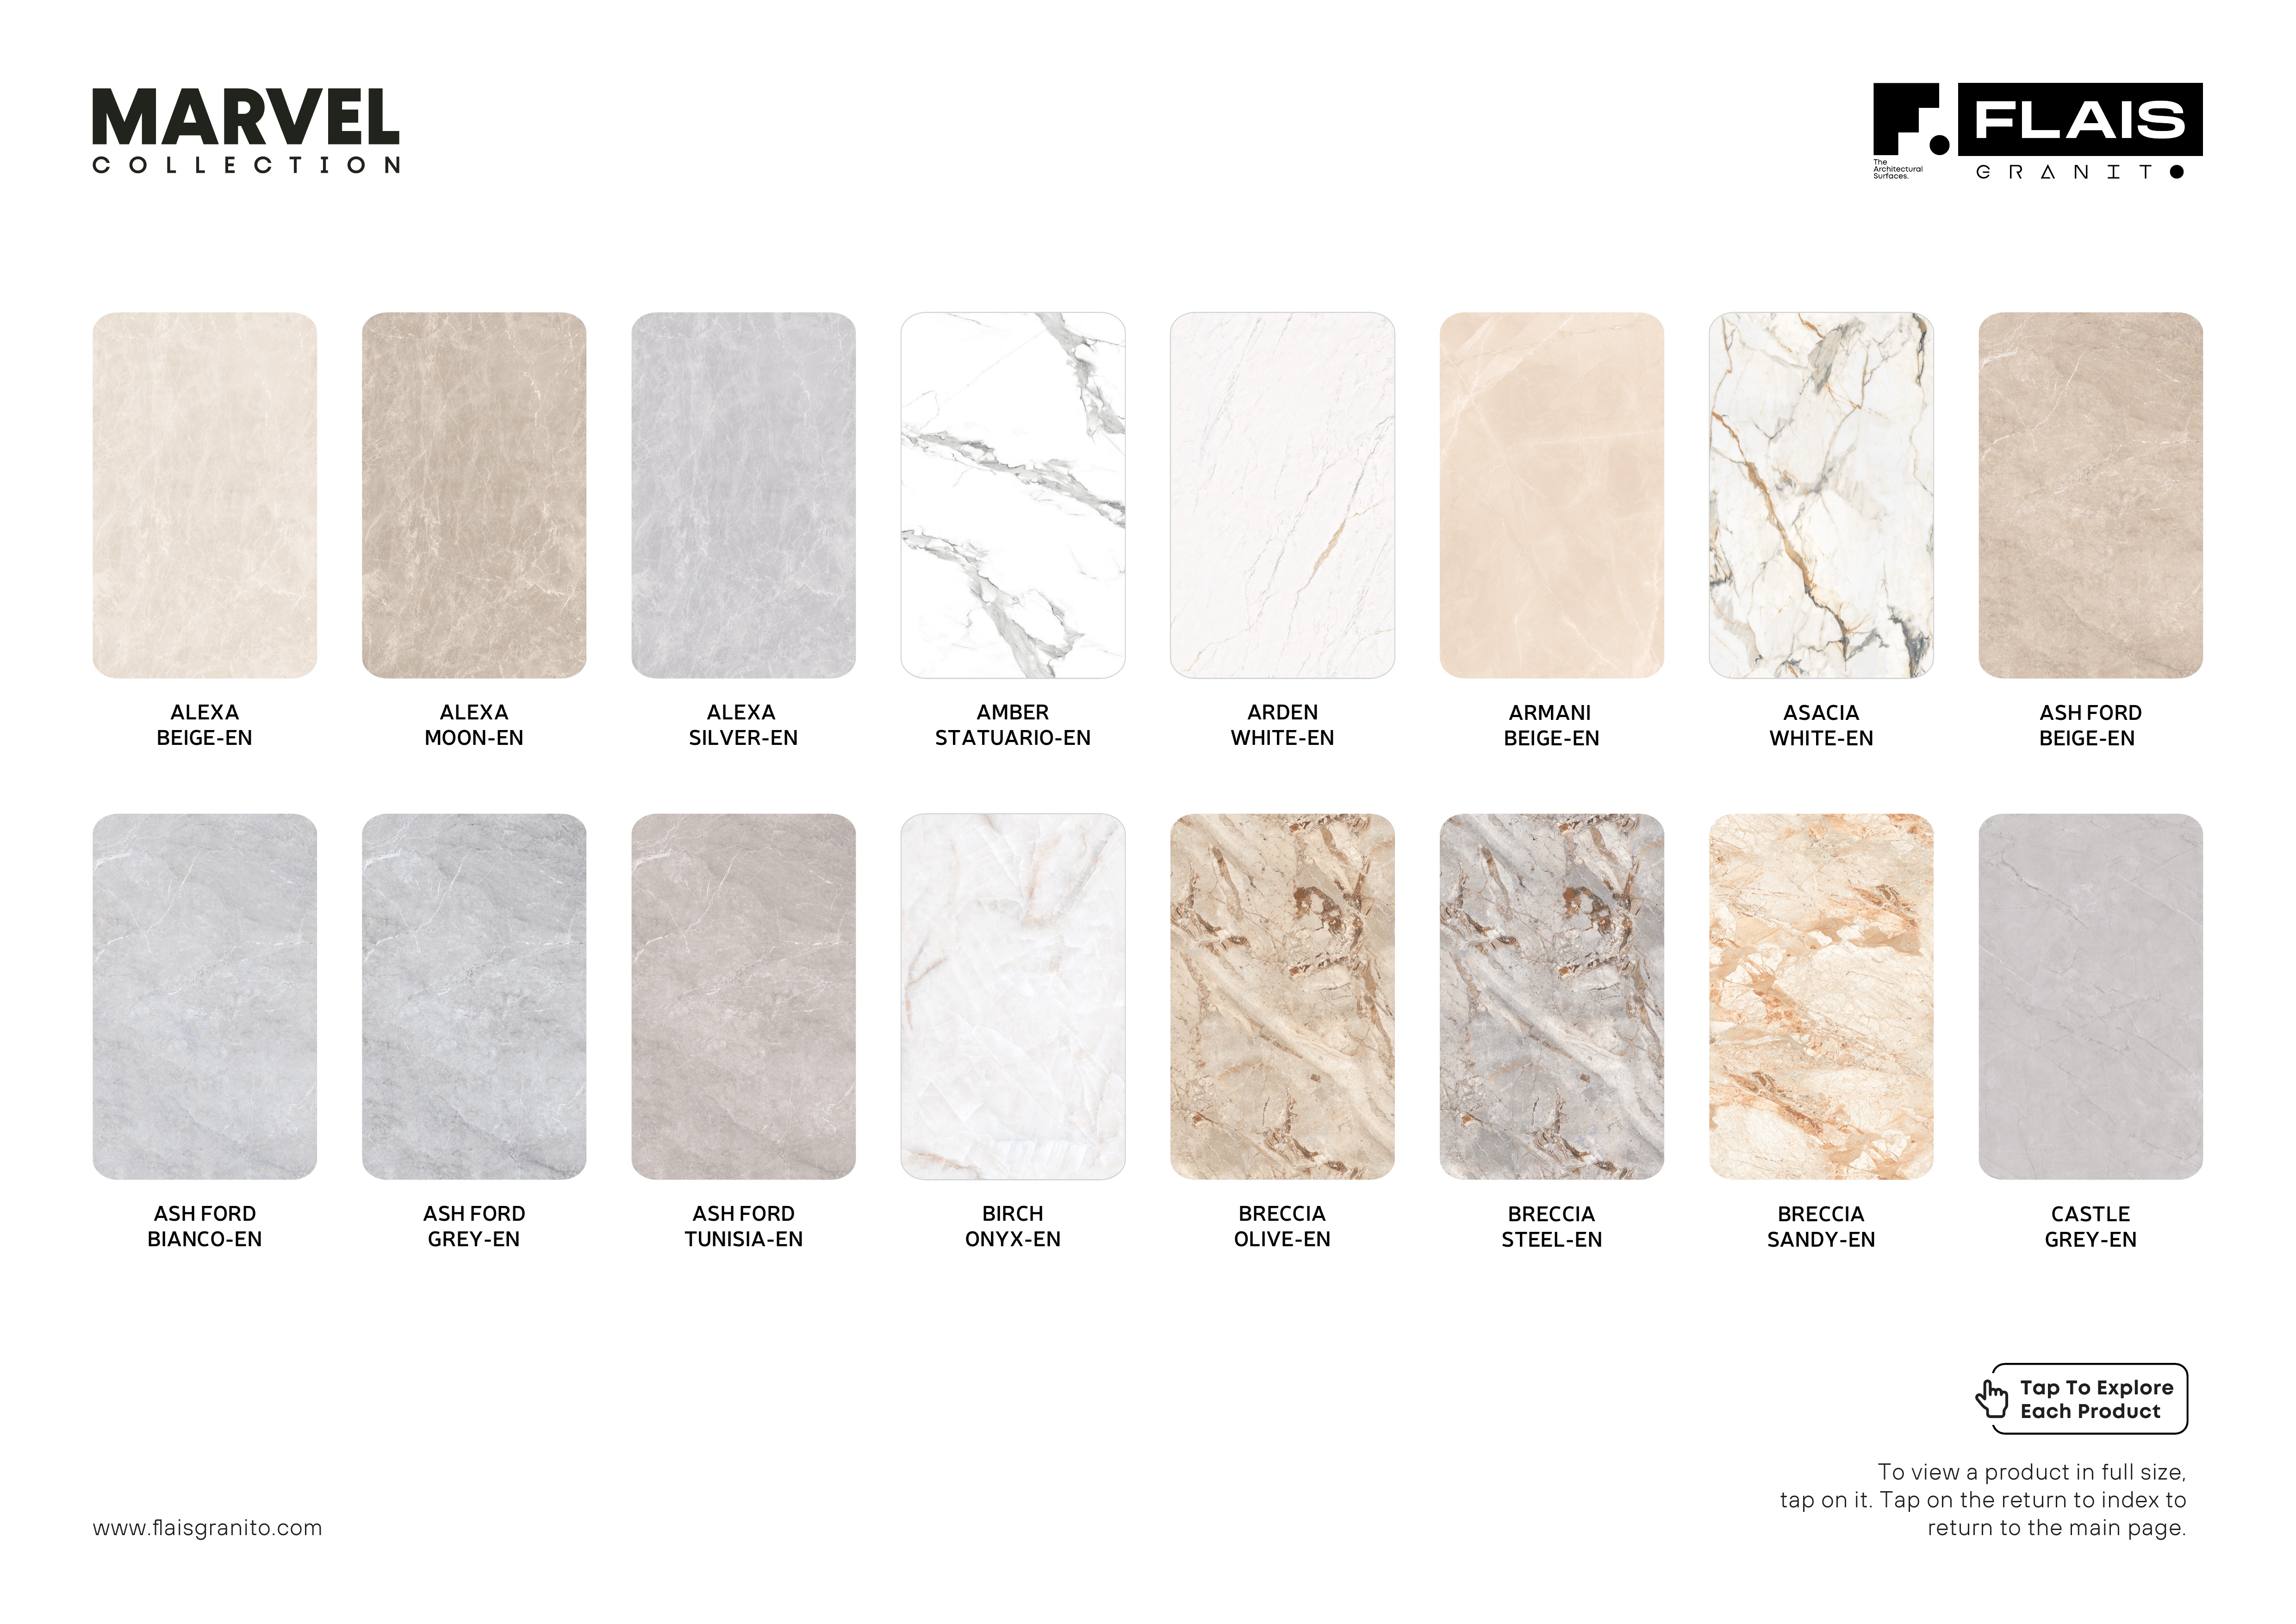 MARVEL
COLLECTION
FLAIS
GRANITO
The
Architectural
Surfaces.
ALEXA
BEIGE-EN
ALEXA
MOON-EN
ALEXA
SILVER-EN
AMBER
STATUARIO-EN
ARDEN
WHITE-EN
ARMANI
BEIGE-EN
ASACIA
WHITE-EN
ASH FORD
BEIGE-EN
ASH FORD
BIANCO-EN
ASH FORD
GREY-EN
ASH FORD
TUNISIA-EN
BIRCH
ONYX-EN
BRECCIA
OLIVE-EN
BRECCIA
STEEL-EN
BRECCIA
SANDY-EN
CASTLE
GREY-EN
Tap To Explore
Each Product
To view a product in full size,
tap on it. Tap on the return to index to
return to the main page.
www.flaisgranito.com